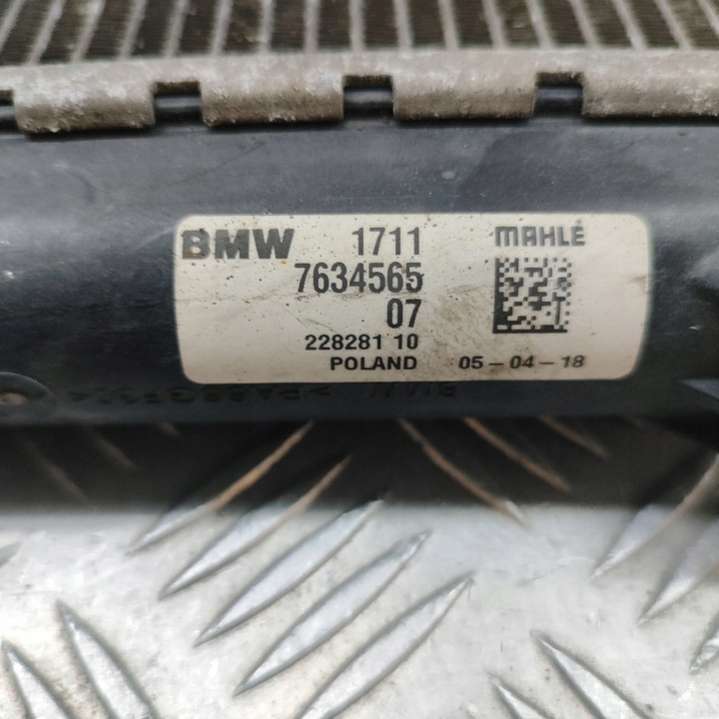 BMW 1711 MAHLE
7634565
07
228281 10
POLAND 05-04-18